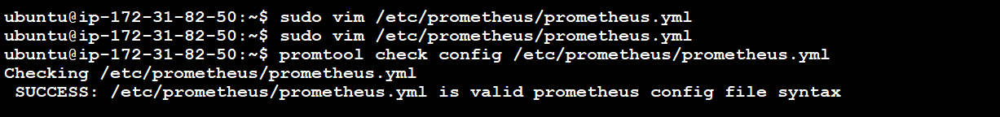 ubuntu@ip-172-31-82-50:~$ sudo vim /etc/prometheus/prometheus.yml
ubuntu@ip-172-31-82-50:~$ sudo vim /etc/prometheus/prometheus.yml
ubuntu@ip-172-31-82-50:~$ promtool check config /etc/prometheus/prometheus.yml
Checking /etc/prometheus/prometheus.yml
 SUCCESS: /etc/prometheus/prometheus.yml is valid prometheus config file syntax